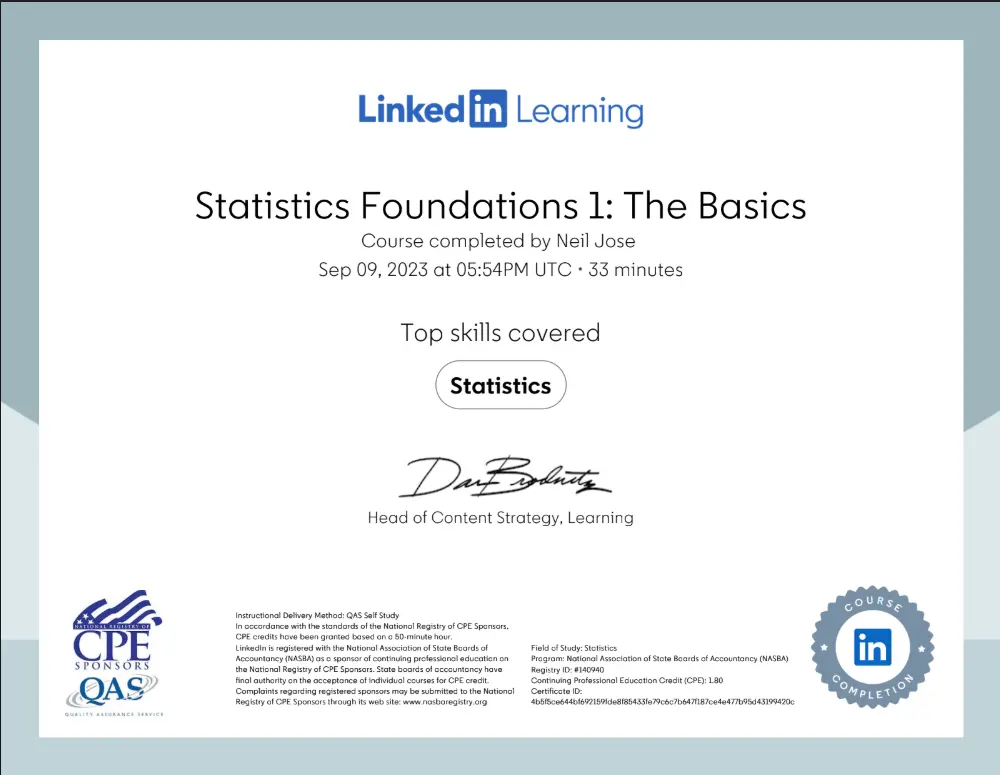 Linked in Learning
Statistics Foundations 1: The Basics
Course completed by Neil Jose
Sep 09, 2023 at 05:54PM UTC • 33 minutes
Top skills covered
Statistics
Dan Brodnitz
Head of Content Strategy, Learning
NATIONAL REGISTRY OF
CPE
SPONSORS
QAS
QUALITY ASSURANCE SERVICE
Instructional Delivery Method: QAS Self Study
In accordance with the standards of the National Registry of CPE Sponsors,
CPE credits have been granted based on a 50-minute hour.
LinkedIn is registered with the National Association of State Boards of
Accountancy (NASBA) as a sponsor of continuing professional education on
the National Registry of CPE Sponsors. State boards of accountancy have
final authority on the acceptance of individual courses for CPE credit.
Complaints regarding registered sponsors may be submitted to the National
Registry of CPE Sponsors through its web site: www.nasbaregistry.org
Field of Study: Statistics
Program: National Association of State Boards of Accountancy (NASBA)
Registry ID: #140940
Continuing Professional Education Credit (CPE): 1.80
Certificate ID:
COURSE
in
COMPLETION